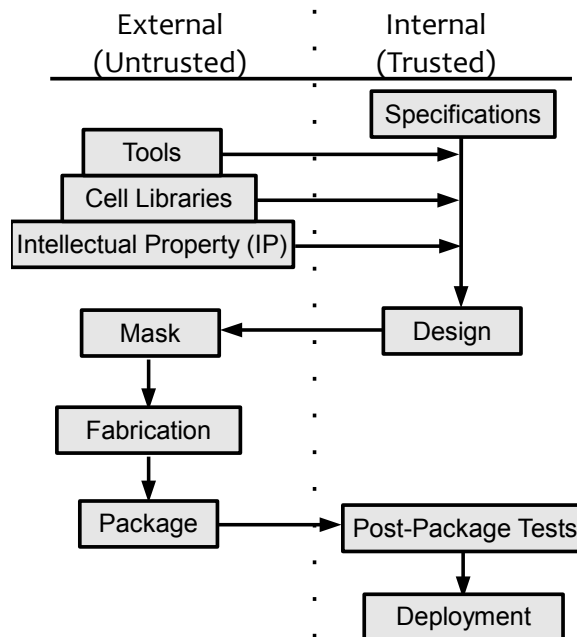 External
(Untrusted)
Internal
(Trusted)
Specifications
Tools
Cell Libraries
Intellectual Property (IP)
Mask
Design
Fabrication
Package
Post-Package Tests
Deployment